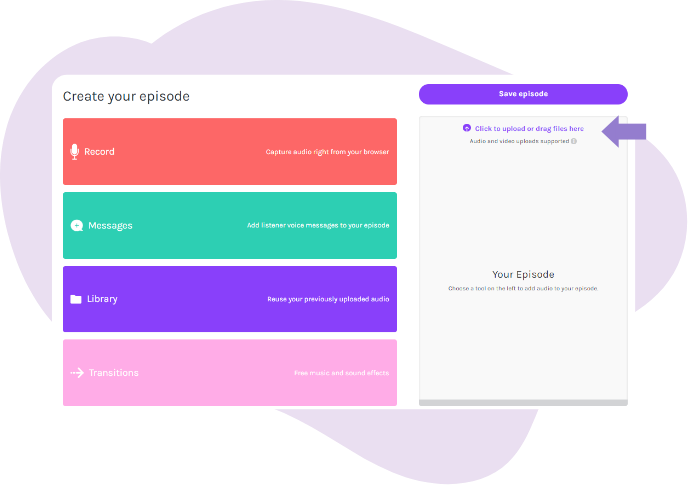 Create your episode
Save episode
Record
Capture audio right from your browser
Messages
Add listener voice messages to your episode
Library
Reuse your previously uploaded audio
Transitions
Free music and sound effects
Click to upload or drag files here
Audio and video uploads supported
Your Episode
Choose a tool on the left to add audio to your episode